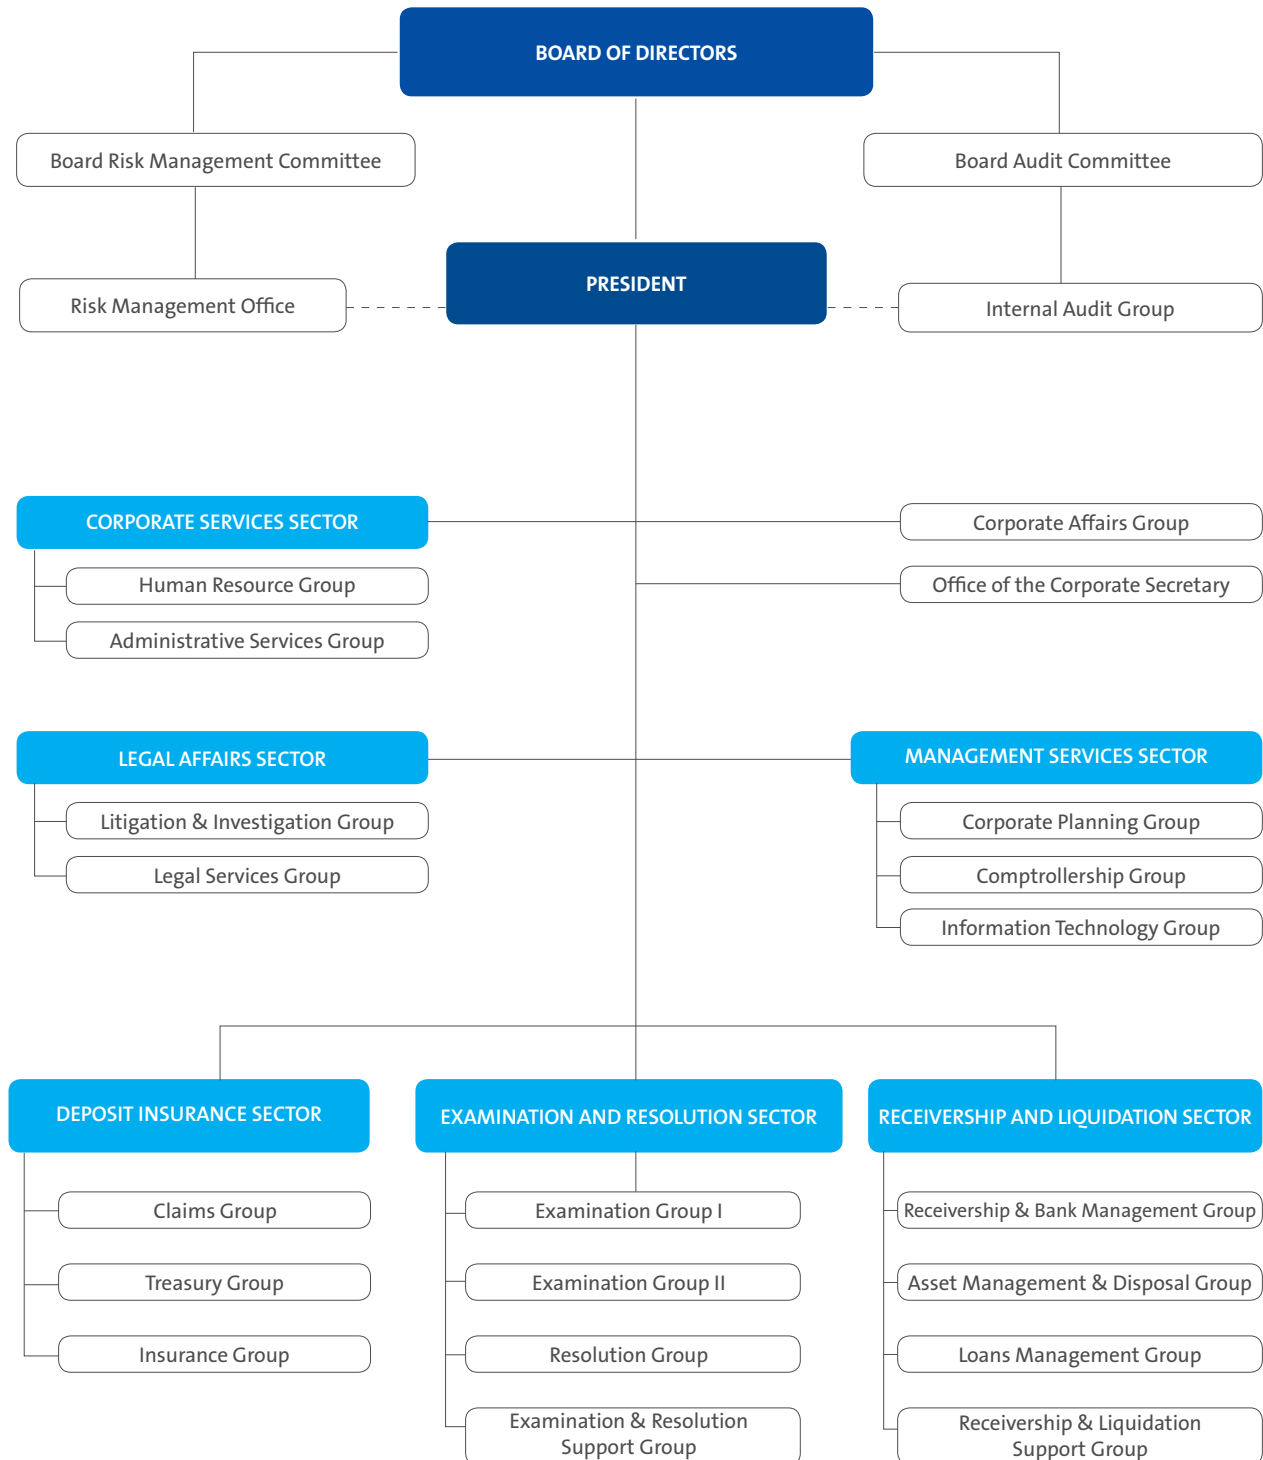 BOARD OF DIRECTORS
Board Risk Management Committee
Board Audit Committee
PRESIDENT
Risk Management Office
Internal Audit Group
CORPORATE SERVICES SECTOR
Corporate Affairs Group
Human Resource Group
Office of the Corporate Secretary
Administrative Services Group
LEGAL AFFAIRS SECTOR
MANAGEMENT SERVICES SECTOR
Litigation & Investigation Group
Corporate Planning Group
Legal Services Group
Comptrollership Group
Information Technology Group
DEPOSIT INSURANCE SECTOR
EXAMINATION AND RESOLUTION SECTOR
RECEIVERSHIP AND LIQUIDATION SECTOR
Claims Group
Examination Group I
Receivership & Bank Management Group
Treasury Group
Examination Group II
Asset Management & Disposal Group
Insurance Group
Resolution Group
Loans Management Group
Examination & Resolution
Support Group
Receivership & Liquidation
Support Group